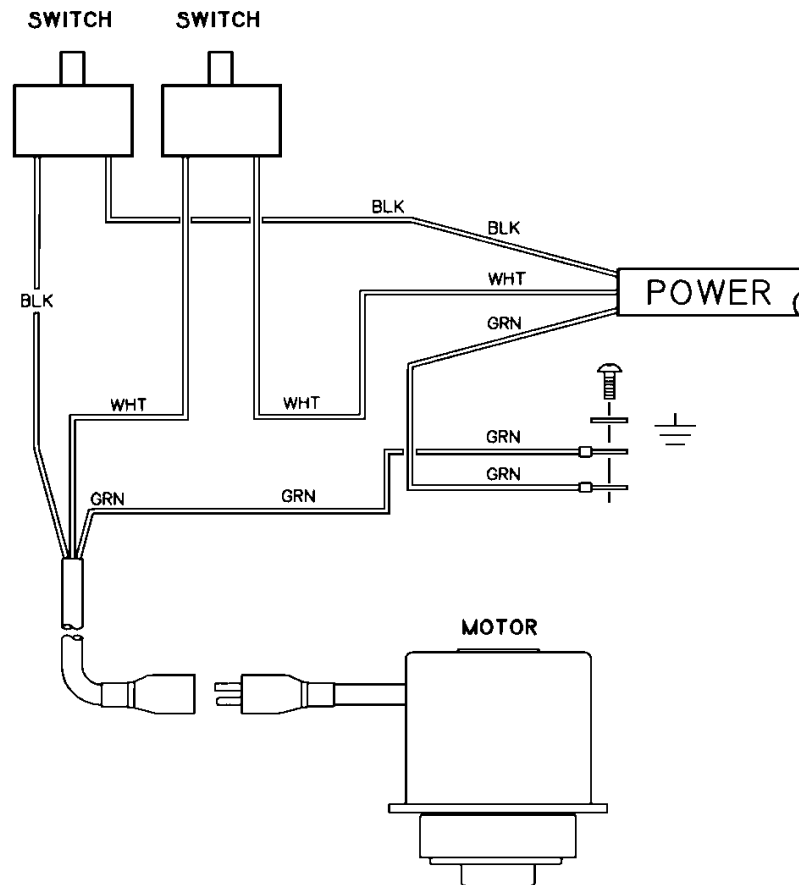 SWITCH SWITCH
BLK
BLK
WHT
POWER
BLK
GRN
WHT
WHT
GRN
GRN
GRN
GRN
MOTOR